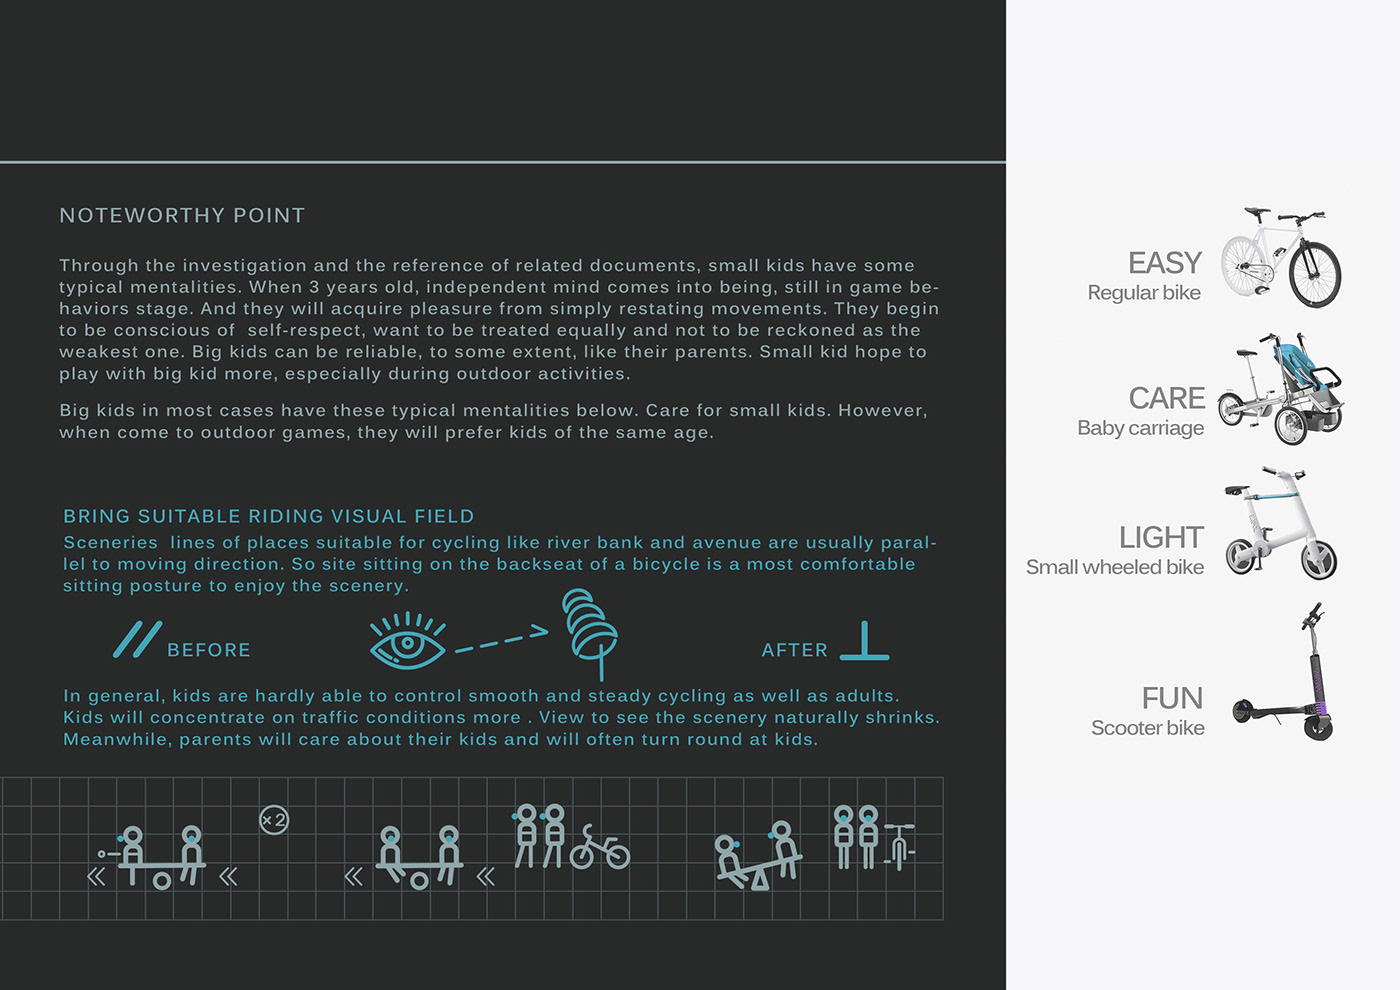 NOTEWORTHY POINT
Through the investigation and the reference of related documents, small kids have some
typical mentalities. When 3 years old, independent mind comes into being, still in game be-
haviors stage. And they will acquire pleasure from simply restating movements. They begin
to be conscious of  self-respect, want to be treated equally and not to be reckoned as the
weakest one. Big kids can be reliable, to some extent, like their parents. Small kid hope to
play with big kid more, especially during outdoor activities.
Big kids in most cases have these typical mentalities below. Care for small kids. However,
when come to outdoor games, they will prefer kids of the same age.
BRING SUITABLE RIDING VISUAL FIELD
Sceneries  lines of places suitable for cycling like river bank and avenue are usually paral-
lel to moving direction. So site sitting on the backseat of a bicycle is a most comfortable
sitting posture to enjoy the scenery.
BEFORE
AFTER
In general, kids are hardly able to control smooth and steady cycling as well as adults.
Kids will concentrate on traffic conditions more . View to see the scenery naturally shrinks.
Meanwhile, parents will care about their kids and will often turn round at kids.
×2
EASY
Regular bike
CARE
Baby carriage
LIGHT
Small wheeled bike
FUN
Scooter bike